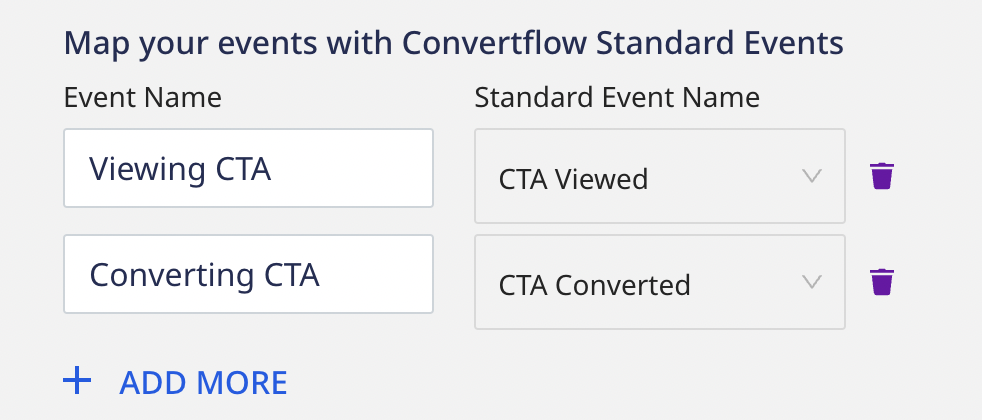 Map your events with Convertflow Standard Events
Event Name
Standard Event Name
Viewing CTA
CTA Viewed
Converting CTA
CTA Converted
ADD MORE